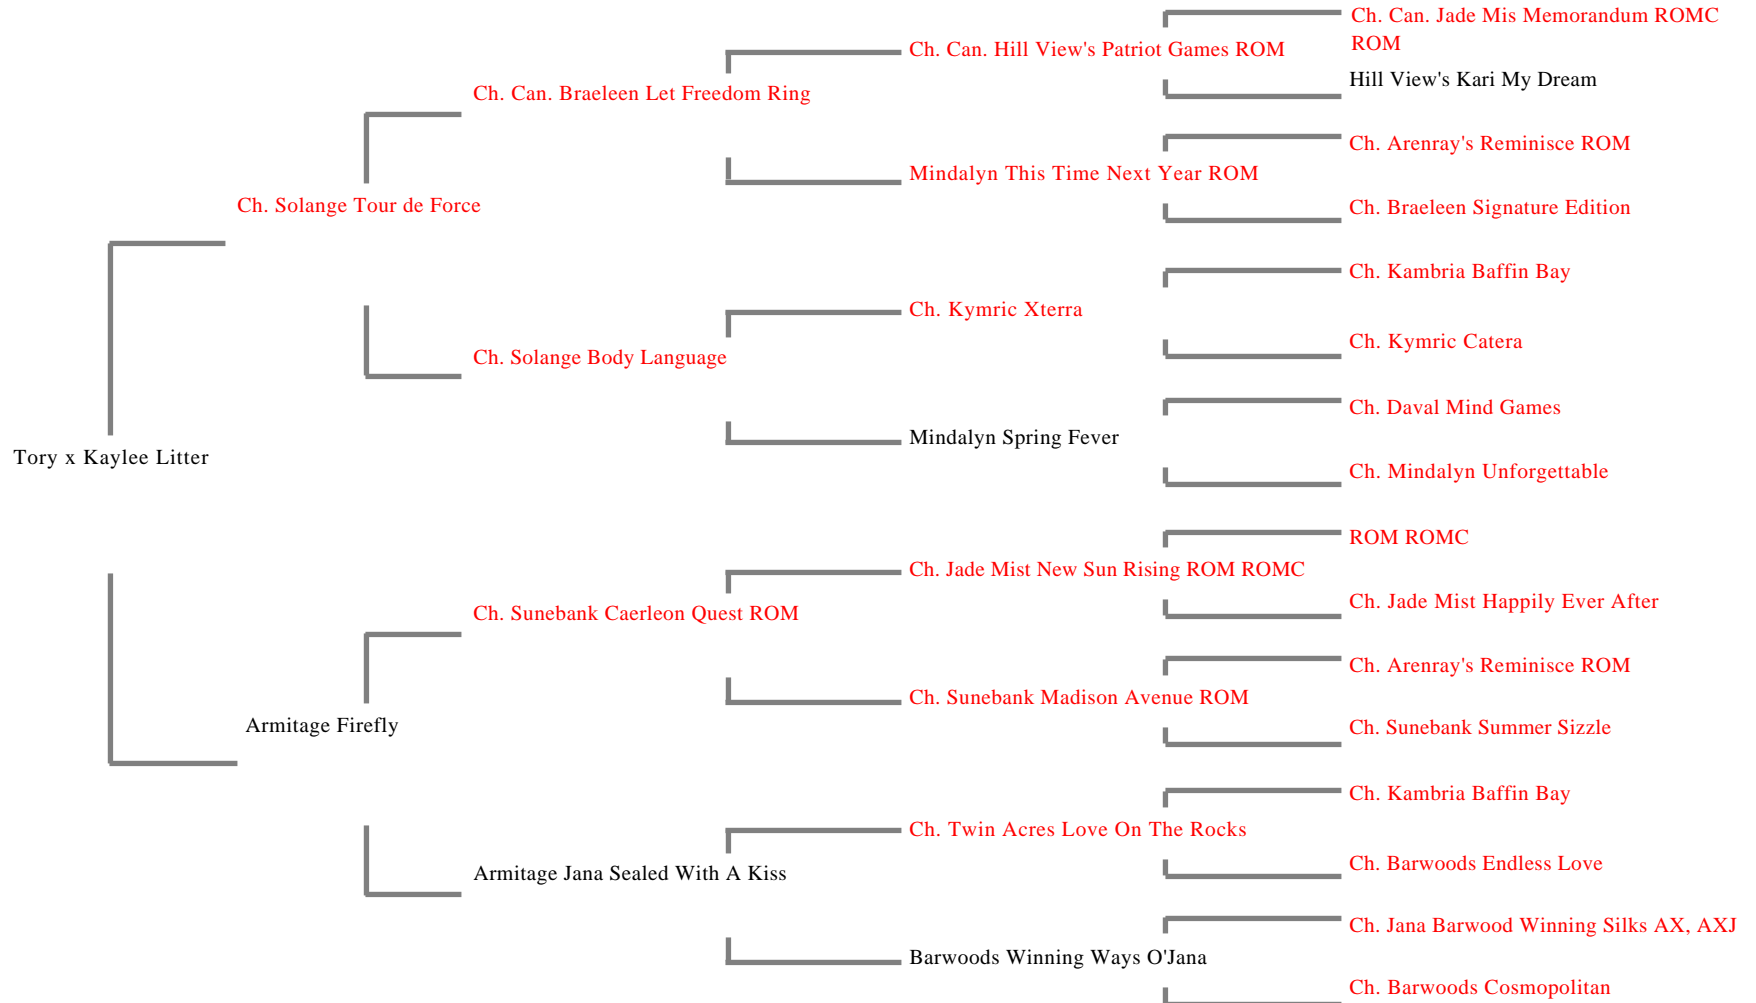 Ch. Can. Jade Mis Memorandum ROMC
ROM
Ch. Can. Hill View's Patriot Games ROM
Hill View's Kari My Dream
Ch. Can. Braeleen Let Freedom Ring
Ch. Arenray's Reminisce ROM
Mindalyn This Time Next Year ROM
Ch. Braeleen Signature Edition
Ch. Solange Tour de Force
Ch. Kambria Baffin Bay
Ch. Kymric Xterra
Ch. Kymric Catera
Ch. Solange Body Language
Ch. Daval Mind Games
Mindalyn Spring Fever
Ch. Mindalyn Unforgettable
Tory x Kaylee Litter
ROM ROMC
Ch. Jade Mist New Sun Rising ROM ROMC
Ch. Jade Mist Happily Ever After
Ch. Sunebank Caerleon Quest ROM
Ch. Arenray's Reminisce ROM
Ch. Sunebank Madison Avenue ROM
Ch. Sunebank Summer Sizzle
Armitage Firefly
Ch. Kambria Baffin Bay
Ch. Twin Acres Love On The Rocks
Ch. Barwoods Endless Love
Armitage Jana Sealed With A Kiss
Ch. Jana Barwood Winning Silks AX, AXJ
Barwoods Winning Ways O'Jana
Ch. Barwoods Cosmopolitan